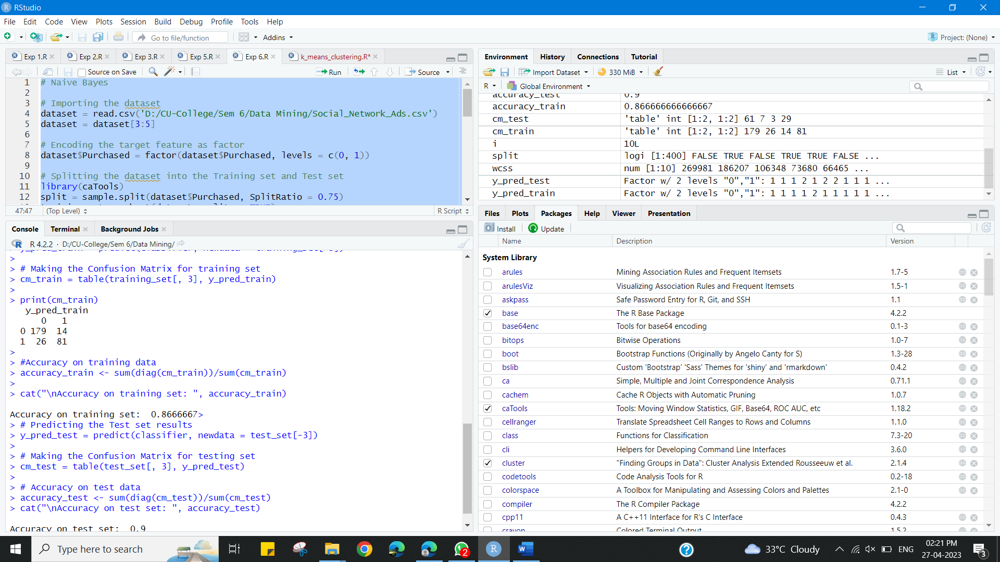 RStudio
File Edit Code View Plots Session Build Debug Profile Tools Help
Go to file/function Addins Project: (None)
Exp 1.R Exp 2.R Exp 3.R Exp 5.R Exp 6.R k_means_clustering.R*
Source on Save Run Source
1 # Naive Bayes
2
3 # Importing the dataset
4 dataset = read.csv('D:/CU-College/Sem 6/Data Mining/Social_Network_Ads.csv')
5 dataset = dataset[3:5]
6
7 # Encoding the target feature as factor
8 dataset$Purchased = factor(dataset$Purchased, levels = c(0, 1))
9
10 # Splitting the dataset into the Training set and Test set
11 library(caTools)
12 split = sample.split(dataset$Purchased, SplitRatio = 0.75)
47:47 (Top Level) R Script
Console Terminal Background Jobs
R 4.2.2 · D:/CU-College/Sem 6/Data Mining/
>
> # Making the Confusion Matrix for training set
> cm_train = table(training_set[, 3], y_pred_train)
>
> print(cm_train)
y_pred_train
0 1
0 179 14
1 26 81
>
> #Accuracy on training data
> accuracy_train <- sum(diag(cm_train))/sum(cm_train)
>
> cat("\nAccuracy on training set: ", accuracy_train)
Accuracy on training set: 0.8666667>
> # Predicting the Test set results
> y_pred_test = predict(classifier, newdata = test_set[-3])
>
> # Making the Confusion Matrix for testing set
> cm_test = table(test_set[, 3], y_pred_test)
>
> # Accuracy on test data
> accuracy_test <- sum(diag(cm_test))/sum(cm_test)
> cat("\nAccuracy on test set: ", accuracy_test)
Accuracy on test set: 0.9
Environment History Connections Tutorial
Import Dataset 330 MiB List
R Global Environment
accuracy_test 0.9
accuracy_train 0.866666666666667
cm_test 'table' int [1:2, 1:2] 61 7 3 29
cm_train 'table' int [1:2, 1:2] 179 26 14 81
i 10L
split logi [1:400] FALSE TRUE FALSE TRUE TRUE FALSE ...
wcss num [1:10] 269981 186207 106348 73680 66465 ...
y_pred_test Factor w/ 2 levels "0","1": 1 1 1 2 1 2 2 1 1 1 ...
y_pred_train Factor w/ 2 levels "0","1": 1 1 1 1 2 1 1 1 1 1 ...
Files Plots Packages Help Viewer Presentation
Install Update
Name Description Version
System Library
arules Mining Association Rules and Frequent Itemsets 1.7-5
arulesViz Visualizing Association Rules and Frequent Itemsets 1.5-1
askpass Safe Password Entry for R, Git, and SSH 1.1
base The R Base Package 4.2.2
base64enc Tools for base64 encoding 0.1-3
bitops Bitwise Operations 1.0-7
boot Bootstrap Functions (Originally by Angelo Canty for S) 1.3-28
bslib Custom 'Bootstrap' 'Sass' Themes for 'shiny' and 'rmarkdown' 0.4.2
ca Simple, Multiple and Joint Correspondence Analysis 0.71.1
cachem Cache R Objects with Automatic Pruning 1.0.7
caTools Tools: Moving Window Statistics, GIF, Base64, ROC AUC, etc 1.18.2
cellranger Translate Spreadsheet Cell Ranges to Rows and Columns 1.1.0
class Functions for Classification 7.3-20
cli Helpers for Developing Command Line Interfaces 3.6.0
cluster "Finding Groups in Data": Cluster Analysis Extended Rousseeuw et al. 2.1.4
codetools Code Analysis Tools for R 0.2-18
colorspace A Toolbox for Manipulating and Assessing Colors and Palettes 2.1-0
compiler The R Compiler Package 4.2.2
cpp11 A C++11 Interface for R's C Interface 0.4.3
crayon Colored Terminal Output 1.5.2
Type here to search 2 33°C Cloudy ENG 02:21 PM
27-04-2023 3